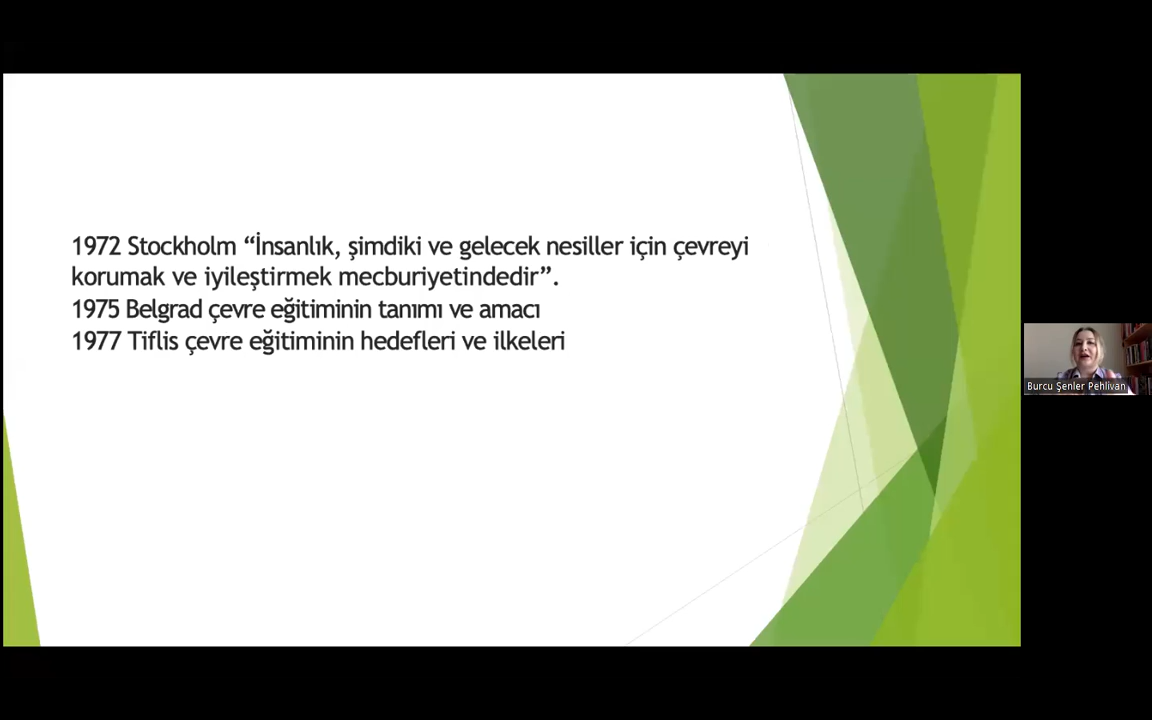 1972 Stockholm “İnsanlık, şimdiki ve gelecek nesiller için çevreyi
korumak ve iyileştirmek mecburiyetindedir”.
1975 Belgrad çevre eğitiminin tanımı ve amacı
1977 Tiflis çevre eğitiminin hedefleri ve ilkeleri
Burcu Şenler Pehlivan